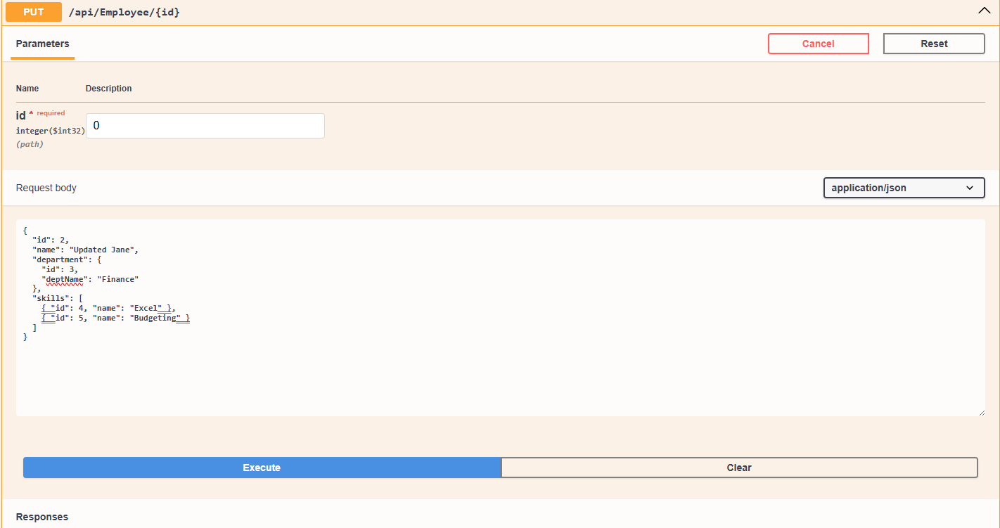 PUT /api/Employee/{id}
Parameters Cancel Reset
Name Description
id * required
integer($int32) 0
(path)
Request body application/json
{
  "id": 2,
  "name": "Updated Jane",
  "department": {
    "id": 3,
    "deptName": "Finance"
  },
  "skills": [
    { "id": 4, "name": "Excel" },
    { "id": 5, "name": "Budgeting" }
  ]
}
Execute Clear
Responses